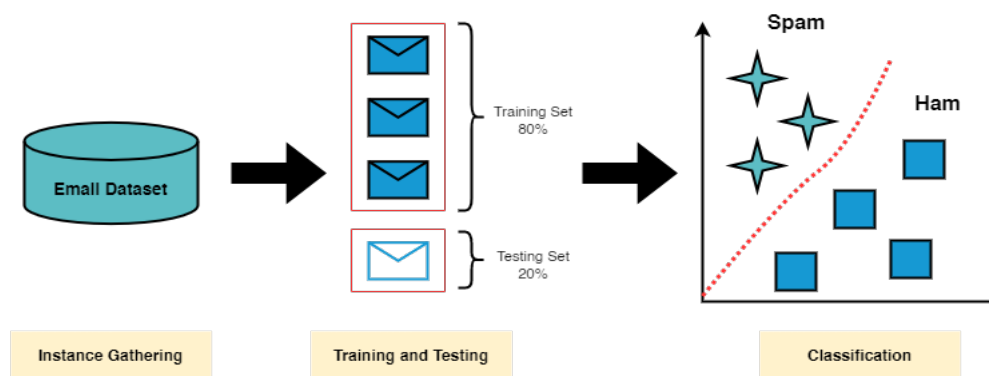 Spam
Ham
Training Set
80%
Email Dataset
Testing Set
20%
Instance Gathering
Training and Testing
Classification